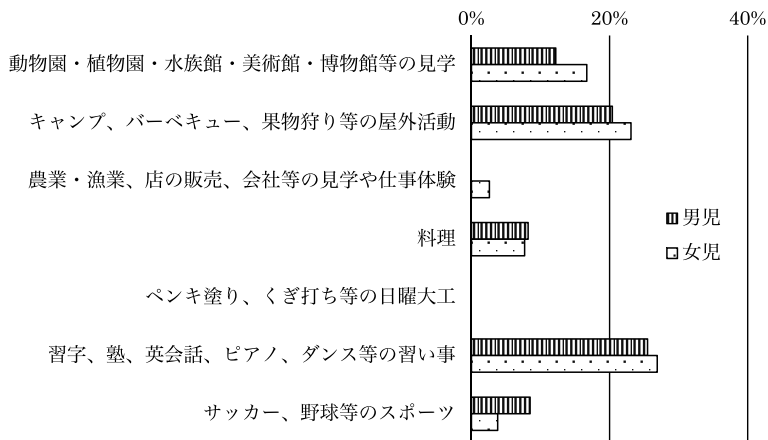 0% 20% 40%
動物園・植物園・水族館・美術館・博物館等の見学
キャンプ、バーベキュー、果物狩り等の屋外活動
農業・漁業、店の販売、会社等の見学や仕事体験
男児
料理
女児
ペンキ塗り、くぎ打ち等の日曜大工
習字、塾、英会話、ピアノ、ダンス等の習い事
サッカー、野球等のスポーツ